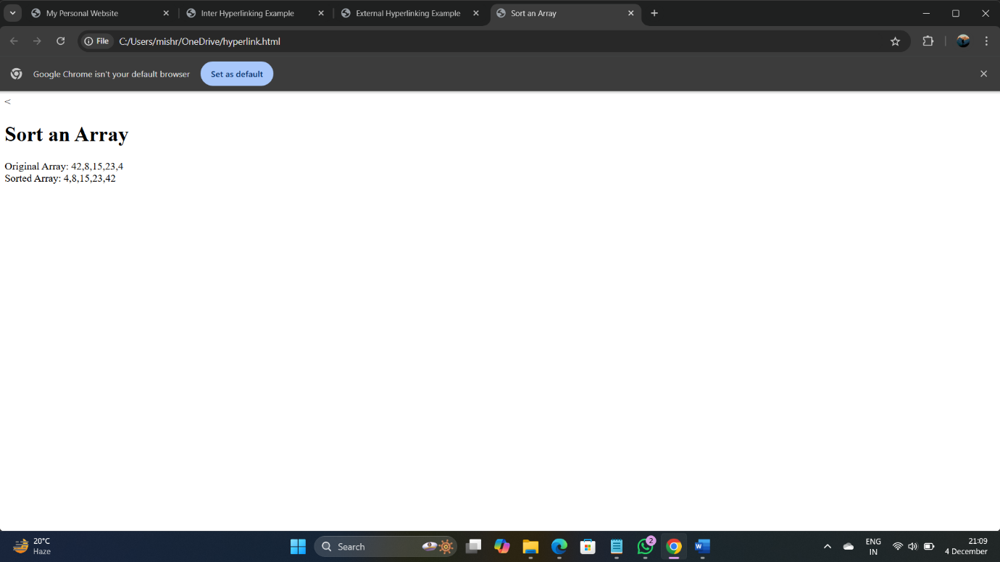 My Personal Website
Inter Hyperlinking Example
External Hyperlinking Example
Sort an Array
File
C:/Users/mishr/OneDrive/hyperlink.html
Google Chrome isn't your default browser
Set as default
<
Sort an Array
Original Array: 42,8,15,23,4
Sorted Array: 4,8,15,23,42
20°C
Haze
Search
2
W
ENG
IN
21:09
4 December